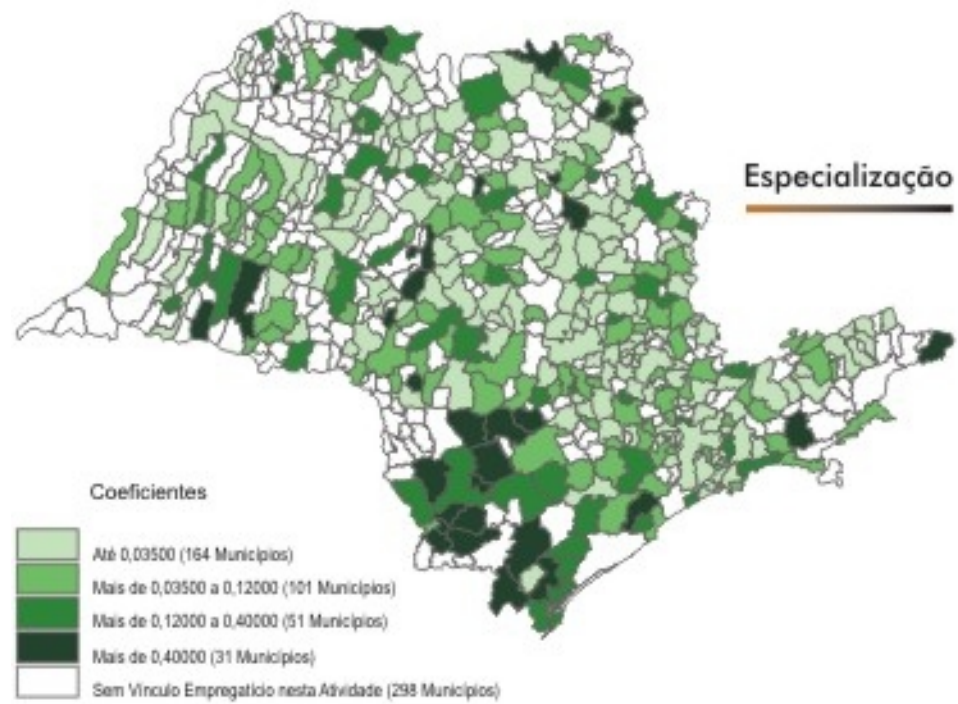 Especialização
Coeficientes
Até 0,03500 (164 Municípios)
Mais de 0,03500 a 0,12000 (101 Municípios)
Mais de 0,12000 a 0,40000 (51 Municípios)
Mais de 0,40000 (31 Municípios)
Sem Vínculo Empregatício nesta Atividade (298 Municípios)